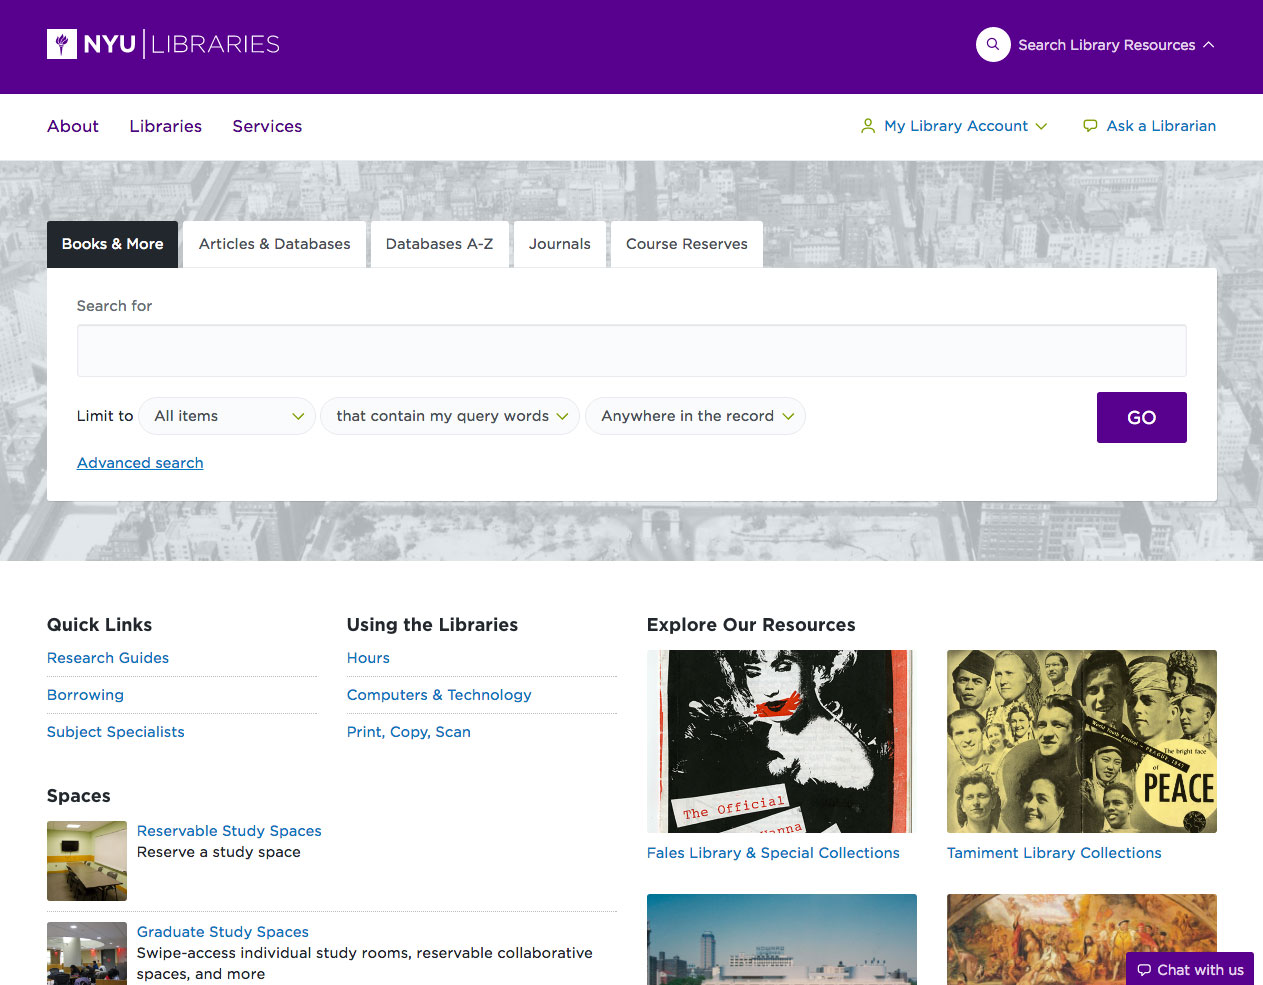 NYU LIBRARIES
Search Library Resources
About
Libraries
Services
My Library Account
Ask a Librarian
Books & More
Articles & Databases
Databases A-Z
Journals
Course Reserves
Search for
Limit to
All items
that contain my query words
Anywhere in the record
GO
Advanced search
Quick Links
Research Guides
Borrowing
Subject Specialists
Using the Libraries
Hours
Computers & Technology
Print, Copy, Scan
Spaces
Reservable Study Spaces
Reserve a study space
Graduate Study Spaces
Swipe-access individual study rooms, reservable collaborative
spaces, and more
Explore Our Resources
The Official
World Youth Festival - PRAGUE, 1947
The bright face
of
PEACE
Fales Library & Special Collections
Tamiment Library Collections
Chat with us